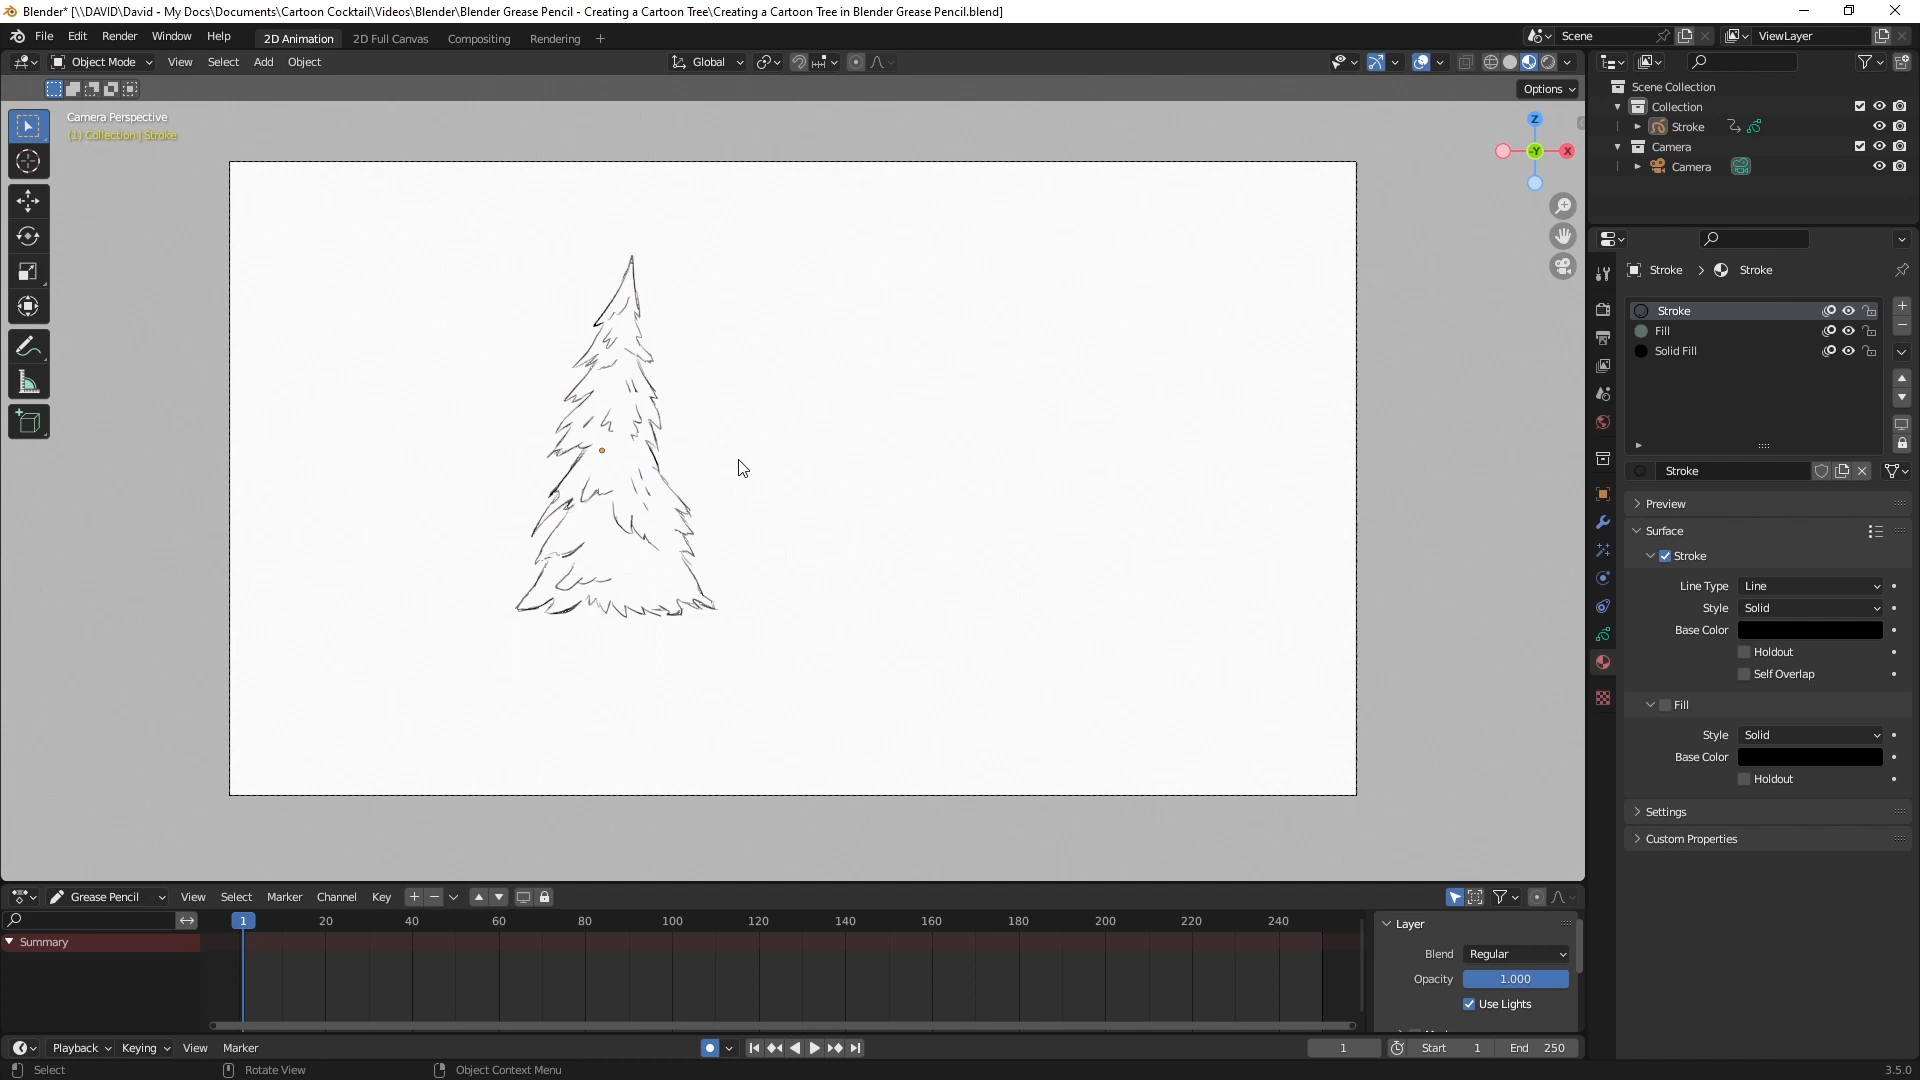 Blender* [\\DAVID\David - My Docs\Documents\Cartoon Cocktail\Videos\Blender\Blender Grease Pencil - Creating a Cartoon Tree\Creating a Cartoon Tree in Blender Grease Pencil.blend]
File Edit Render Window Help 2D Animation 2D Full Canvas Compositing Rendering + Scene ViewLayer
Object Mode View Select Add Object Global
Options
Camera Perspective
(1) Collection | Stroke
Z
-Y X
Scene Collection
Collection
Stroke
Camera
Camera
Stroke > Stroke
Stroke
Fill
Solid Fill
Stroke
Preview
Surface
Stroke
Line Type Line
Style Solid
Base Color
Holdout
Self Overlap
Fill
Style Solid
Base Color
Holdout
Settings
Custom Properties
Grease Pencil View Select Marker Channel Key
1 20 40 60 80 100 120 140 160 180 200 220 240
Summary
Layer
Blend Regular
Opacity 1.000
Use Lights
Playback Keying View Marker 1 Start 1 End 250
Select Rotate View Object Context Menu 3.5.0